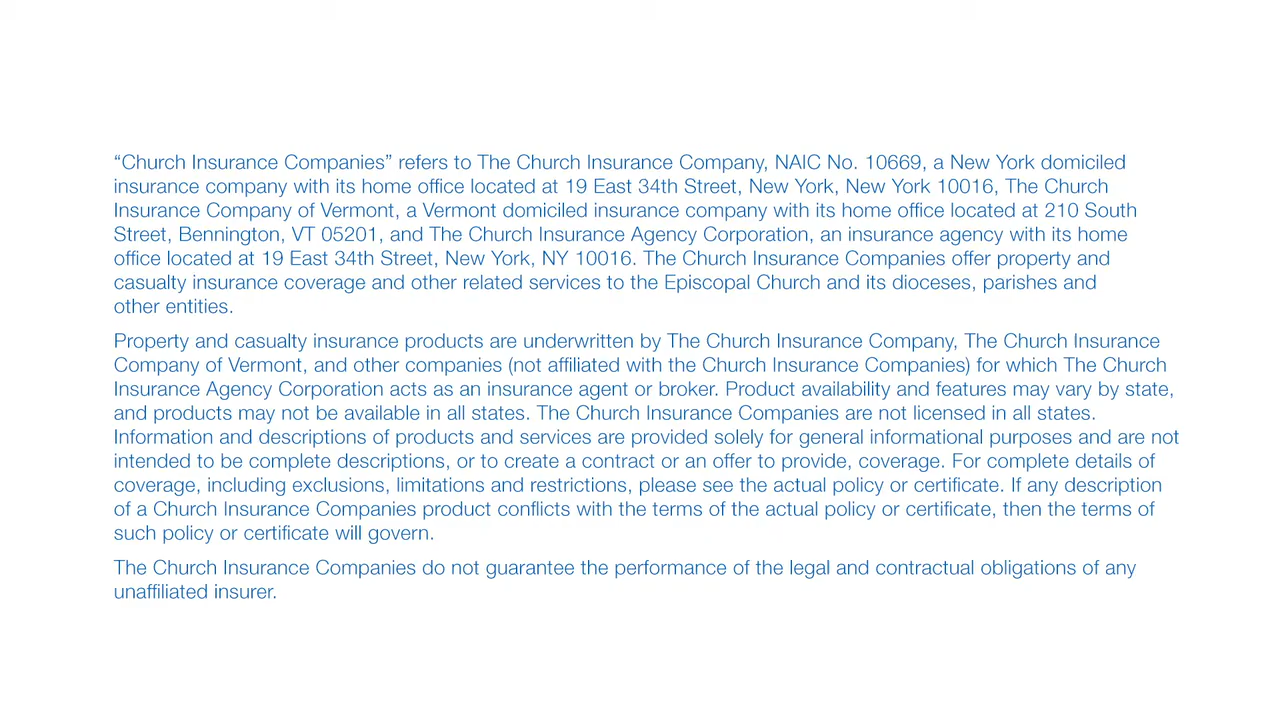 “Church Insurance Companies” refers to The Church Insurance Company, NAIC No. 10669, a New York domiciled
insurance company with its home office located at 19 East 34th Street, New York, New York 10016, The Church
Insurance Company of Vermont, a Vermont domiciled insurance company with its home office located at 210 South
Street, Bennington, VT 05201, and The Church Insurance Agency Corporation, an insurance agency with its home
office located at 19 East 34th Street, New York, NY 10016. The Church Insurance Companies offer property and
casualty insurance coverage and other related services to the Episcopal Church and its dioceses, parishes and
other entities.
Property and casualty insurance products are underwritten by The Church Insurance Company, The Church Insurance
Company of Vermont, and other companies (not affiliated with the Church Insurance Companies) for which The Church
Insurance Agency Corporation acts as an insurance agent or broker. Product availability and features may vary by state,
and products may not be available in all states. The Church Insurance Companies are not licensed in all states.
Information and descriptions of products and services are provided solely for general informational purposes and are not
intended to be complete descriptions, or to create a contract or an offer to provide, coverage. For complete details of
coverage, including exclusions, limitations and restrictions, please see the actual policy or certificate. If any description
of a Church Insurance Companies product conflicts with the terms of the actual policy or certificate, then the terms of
such policy or certificate will govern.
The Church Insurance Companies do not guarantee the performance of the legal and contractual obligations of any
unaffiliated insurer.